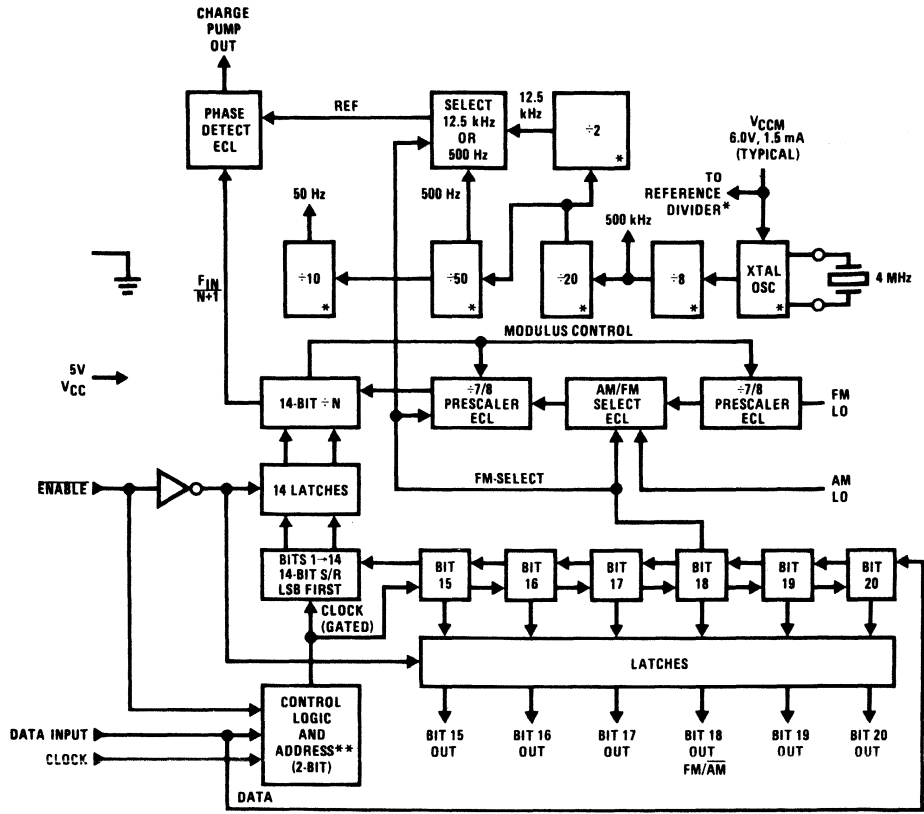 CHARGE
PUMP
OUT
PHASE
DETECT
ECL
REF
SELECT
12.5 kHz
OR
500 Hz
12.5
kHz
÷2
*
VCCM
6.0V, 1.5 mA
(TYPICAL)
TO
REFERENCE
DIVIDER*
50 Hz
500 Hz
500 kHz
÷10
*
÷50
*
÷20
*
÷8
*
XTAL
OSC
*
4 MHz
FIN
N+1
MODULUS CONTROL
5V
VCC
14-BIT ÷N
÷7/8
PRESCALER
ECL
AM/FM
SELECT
ECL
÷7/8
PRESCALER
ECL
FM
LO
ENABLE
14 LATCHES
FM-SELECT
AM
LO
BITS 1→14
14-BIT S/R
LSB FIRST
BIT
15
BIT
16
BIT
17
BIT
18
BIT
19
BIT
20
CLOCK
(GATED)
LATCHES
CONTROL
LOGIC
AND
ADDRESS**
(2-BIT)
DATA INPUT
CLOCK
DATA
BIT 15
OUT
BIT 16
OUT
BIT 17
OUT
BIT 18
OUT
FM/AM
BIT 19
OUT
BIT 20
OUT